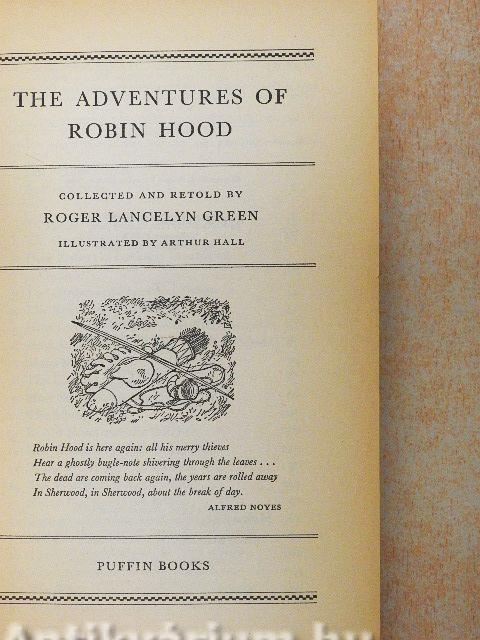 THE ADVENTURES OF
ROBIN HOOD
COLLECTED AND RETOLD BY
ROGER LANCELYN GREEN
ILLUSTRATED BY ARTHUR HALL
Robin Hood is here again: all his merry thieves
Hear a ghostly bugle-note shivering through the leaves . . .
The dead are coming back again, the years are rolled away
In Sherwood, in Sherwood, about the break of day.
ALFRED NOYES
PUFFIN BOOKS
Antikvárium.hu